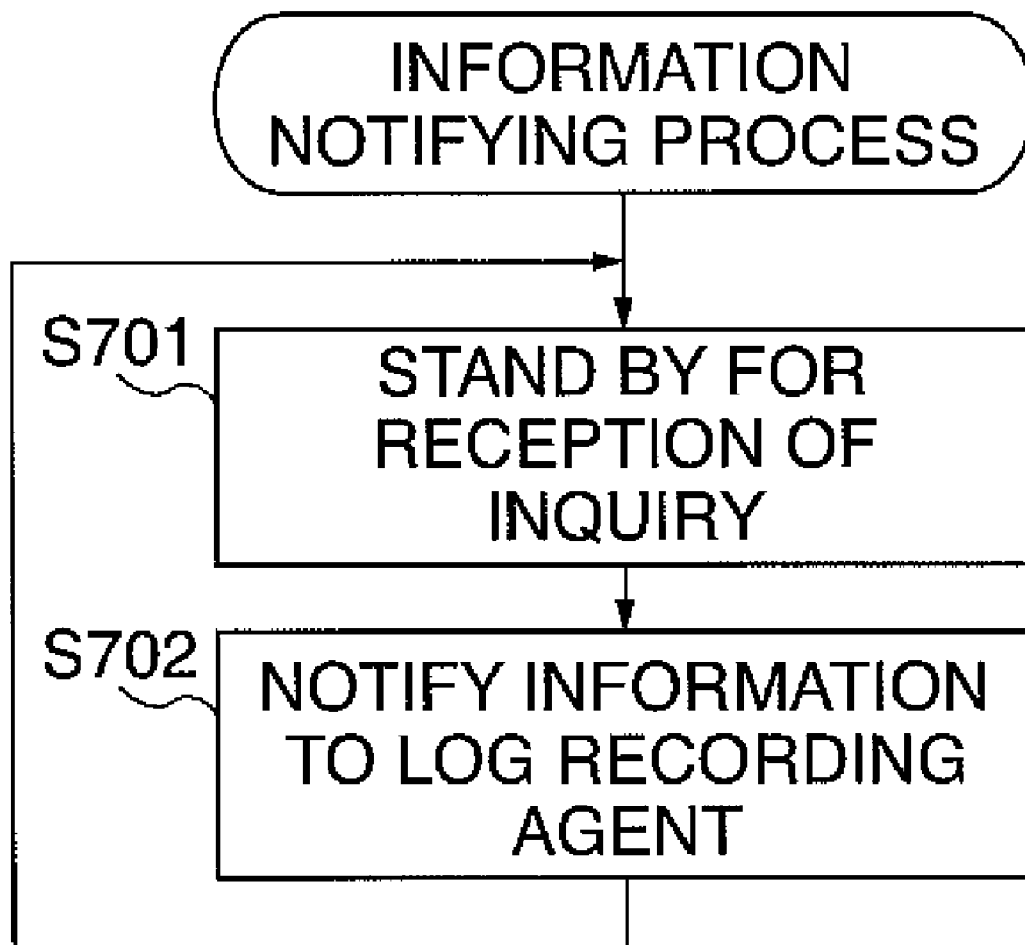 INFORMATION
NOTIFYING PROCESS
S701
STAND BY FOR
RECEPTION OF
INQUIRY
S702
NOTIFY INFORMATION
TO LOG RECORDING
AGENT